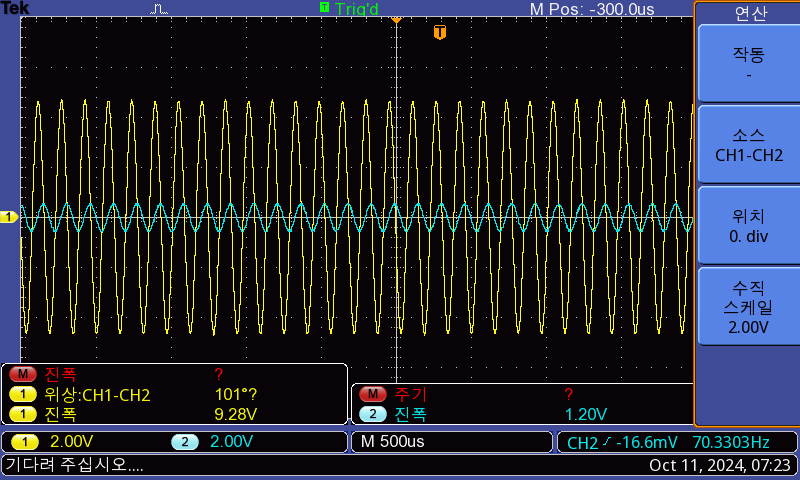 Tek T Trig'd M Pos: -300.0us 연산
T
작동
-
소스
CH1-CH2
1
위치
0. div
수직
스케일
2.00V
M 진폭 ?
1 위상:CH1-CH2 101°?
1 진폭 9.28V
M 주기 ?
2 진폭 1.20V
1 2.00V 2 2.00V M 500us CH2 -16.6mV 70.3303Hz
기다려 주십시오.... Oct 11, 2024, 07:23